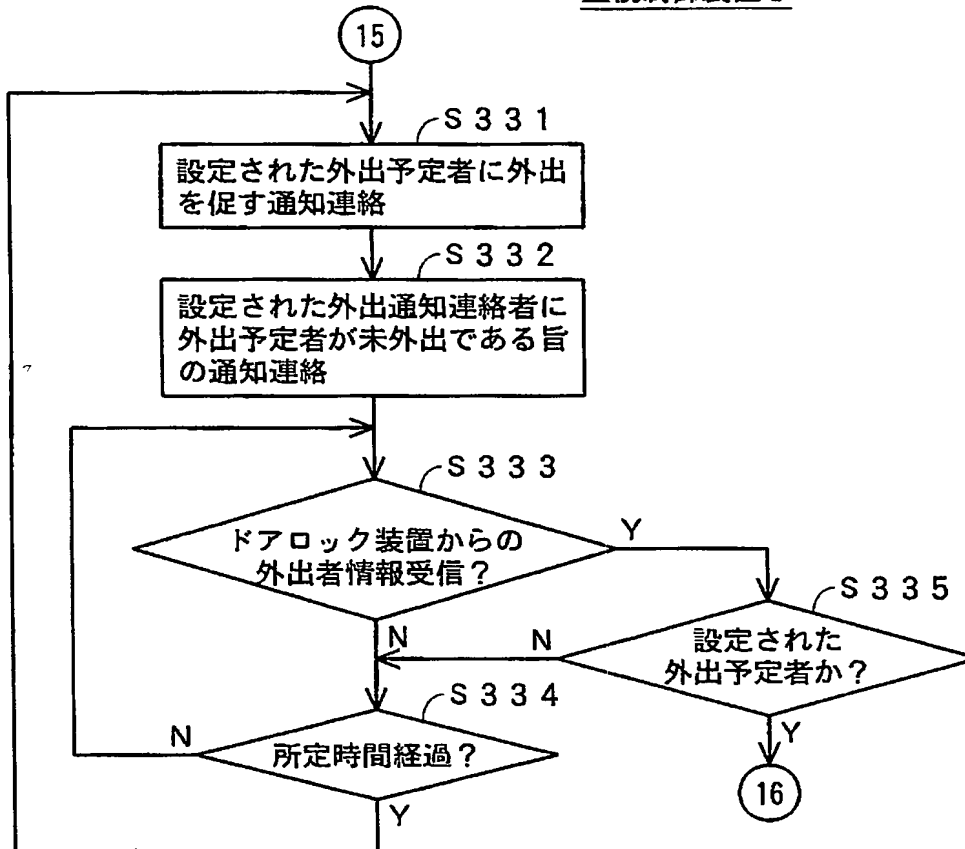 15
S331
設定された外出予定者に外出
を促す通知連絡
S332
設定された外出通知連絡者に
外出予定者が未外出である旨
の通知連絡
S333
ドアロック装置からの
外出者情報受信?
Y
N
S335
設定された
外出予定者か?
N
Y
S334
所定時間経過?
N
Y
16